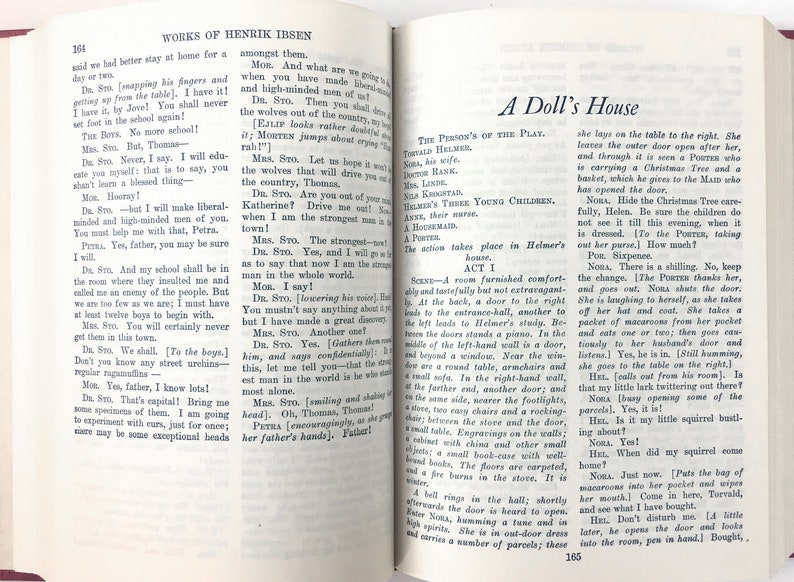 164
WORKS OF HENRIK IBSEN
said we had better stay at home for a
day or two.
DR. STO. [snapping his fingers and
getting up from the table]. I have it!
I have it, by Jove! You shall never
set foot in the school again!
THE BOYS. No more school!
MRS. STO. But, Thomas—
DR. STO. Never, I say. I will edu-
cate you myself: that is to say, you
shan't learn a blessed thing—
MOR. Hooray!
DR. STO. —but I will make liberal-
minded and high-minded men of you.
You must help me with that, Petra.
PETRA. Yes, father, you may be sure
I will.
DR. STO. And my school shall be in
the room where they insulted me and
called me an enemy of the people. But
we are too few as we are; I must have
at least twelve boys to begin with.
MRS. STO. You will certainly never
get them in this town.
DR. STO. We shall. [To the boys.]
Don't you know any street urchins—
regular ragamuffins—
MOR. Yes, father, I know lots!
DR. STO. That's capital! Bring me
some specimens of them. I am going
to experiment with curs, just for once;
there may be some exceptional heads
amongst them.
MOR. And what are we going to do
when you have made liberal-minded
and high-minded men of us!
DR. STO. Then you shall drive
the wolves out of the country, my
[EJLIF looks rather doubtful about
it; MORTEN jumps about crying
rah!"]
MRS. STO. Let us hope it won't be
the wolves that will drive you out of
the country, Thomas.
DR. STO. Are you out of your mind,
Katherine? Drive me out! Now—
when I am the strongest man in the
town!
MRS. STO. The strongest—now!
DR. STO. Yes, and I will go so far
as to say that now I am the strongest
man in the whole world.
MOR. I say!
DR. STO. [lowering his voice]. Hush!
You mustn't say anything about it yet;
but I have made a great discovery.
MRS. STO. Another one?
DR. STO. Yes. [Gathers them round
him, and says confidentially]: It is
this, let me tell you—that the strong-
est man in the world is he who stands
most alone.
MRS. STO. [smiling and shaking her
head]. Oh, Thomas, Thomas!
PETRA [encouragingly, as she grasps
her father's hands]. Father!
A Doll's House
THE PERSON'S OF THE PLAY.
TORVALD HELMER.
NORA, his wife.
DOCTOR RANK.
MRS. LINDE.
NILS KROGSTAD.
HELMER'S THREE YOUNG CHILDREN.
ANNE, their nurse.
A HOUSEMAID.
A PORTER.
The action takes place in Helmer's
house.
ACT I
SCENE—A room furnished comfort-
ably and tastefully but not extravagant-
ly. At the back, a door to the right
leads to the entrance-hall, another to
the left leads to Helmer's study. Be-
tween the doors stands a piano. In the
middle of the left-hand wall is a door,
and beyond a window. Near the win-
dow are a round table, armchairs and
a small sofa. In the right-hand wall,
at the farther end, another door; and
on the same side, nearer the footlights,
a stove, two easy chairs and a rocking-
chair; between the stove and the door,
a small table. Engravings on the walls;
a cabinet with china and other small
objects; a small book-case with well-
bound books. The floors are carpeted,
and a fire burns in the stove. It is
winter.
A bell rings in the hall; shortly
afterwards the door is heard to open.
Enter NORA, humming a tune and in
high spirits. She is in out-door dress
and carries a number of parcels; these
she lays on the table to the right. She
leaves the outer door open after her,
and through it is seen a PORTER who
is carrying a Christmas Tree and a
basket, which he gives to the MAID who
has opened the door.
NORA. Hide the Christmas Tree care-
fully, Helen. Be sure the children do
not see it till this evening, when it
is dressed. [To the PORTER, taking
out her purse.] How much?
POR. Sixpence.
NORA. There is a shilling. No, keep
the change. [The PORTER thanks her,
and goes out. NORA shuts the door.
She is laughing to herself, as she takes
off her hat and coat. She takes a
packet of macaroons from her pocket
and eats one or two; then goes cau-
tiously to her husband's door and
listens.] Yes, he is in. [Still humming,
she goes to the table on the right.]
HEL. [calls out from his room]. Is
that my little lark twittering out there?
NORA [busy opening some of the
parcels]. Yes, it is!
HEL. Is it my little squirrel bustl-
ing about?
NORA. Yes!
HEL. When did my squirrel come
home?
NORA. Just now. [Puts the bag of
macaroons into her pocket and wipes
her mouth.] Come in here, Torvald,
and see what I have bought.
HEL. Don't disturb me. [A little
later, he opens the door and looks
into the room, pen in hand.] Bought,
165